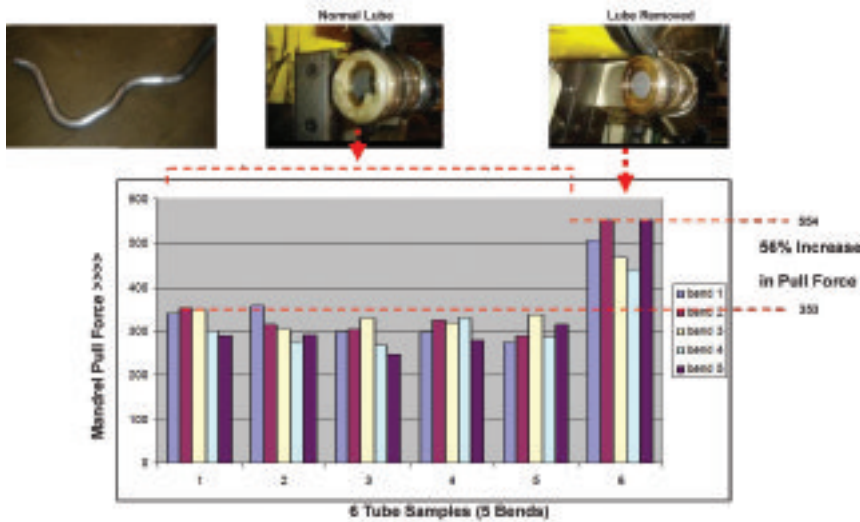 Normal Lube
Lube Removed
600
500
400
300
200
100
0
Mandrel Pull Force >>>>
1
2
3
4
5
6
6 Tube Samples (5 Bends)
554
56% Increase
in Pull Force
353
bend 1
bend 2
bend 3
bend 4
bend 5